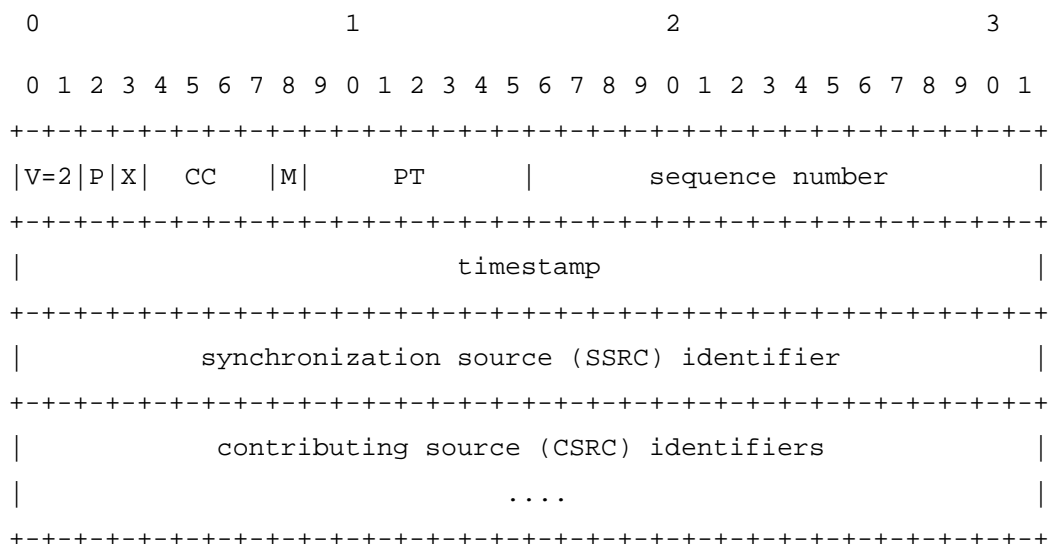 0                   1                   2                   3
0 1 2 3 4 5 6 7 8 9 0 1 2 3 4 5 6 7 8 9 0 1 2 3 4 5 6 7 8 9 0 1
+-+-+-+-+-+-+-+-+-+-+-+-+-+-+-+-+-+-+-+-+-+-+-+-+-+-+-+-+-+-+-+-+
|V=2|P|X|  CC   |M|     PT      |       sequence number         |
+-+-+-+-+-+-+-+-+-+-+-+-+-+-+-+-+-+-+-+-+-+-+-+-+-+-+-+-+-+-+-+-+
|                           timestamp                           |
+-+-+-+-+-+-+-+-+-+-+-+-+-+-+-+-+-+-+-+-+-+-+-+-+-+-+-+-+-+-+-+-+
|           synchronization source (SSRC) identifier            |
+-+-+-+-+-+-+-+-+-+-+-+-+-+-+-+-+-+-+-+-+-+-+-+-+-+-+-+-+-+-+-+-+
|            contributing source (CSRC) identifiers             |
|                              ....                             |
+-+-+-+-+-+-+-+-+-+-+-+-+-+-+-+-+-+-+-+-+-+-+-+-+-+-+-+-+-+-+-+-+